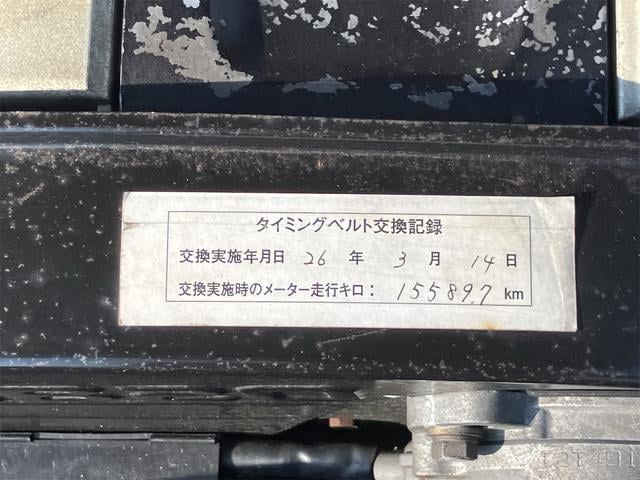 タイミングベルト交換記録
交換実施年月日 26 年 3 月 14 日
交換実施時のメーター走行キロ： 155897 km
12T491